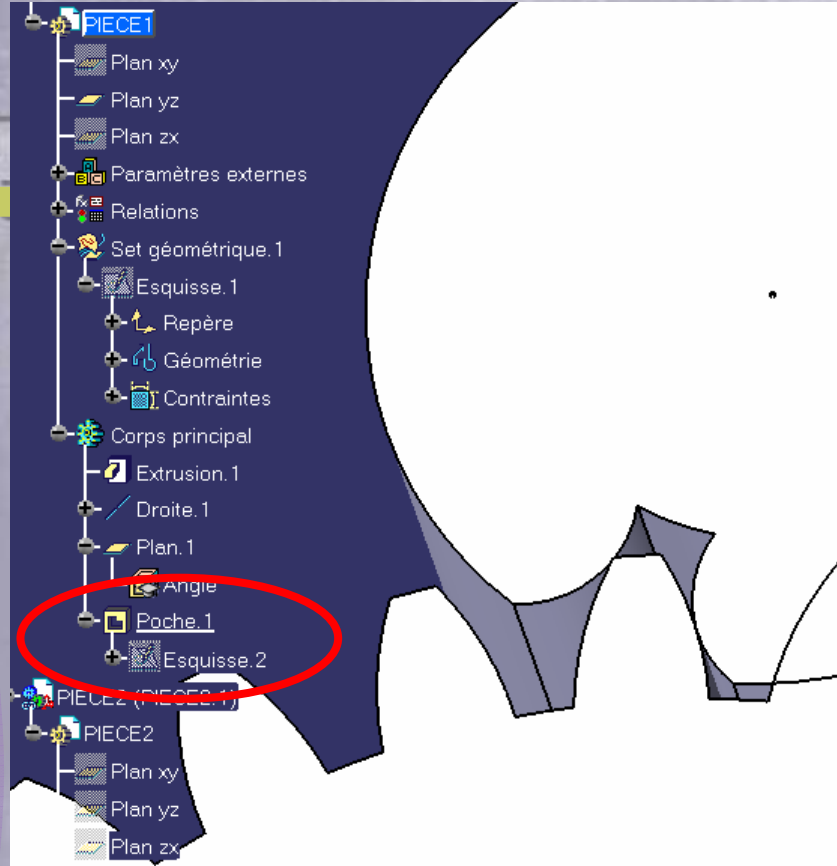 PIECE1
Plan xy
Plan yz
Plan zx
Paramètres externes
Relations
Set géométrique.1
Esquisse.1
Repère
Géométrie
Contraintes
Corps principal
Extrusion.1
Droite.1
Plan.1
Angle
Poche.1
Esquisse.2
PIECE2 (PIECE2.1)
PIECE2
Plan xy
Plan yz
Plan zx